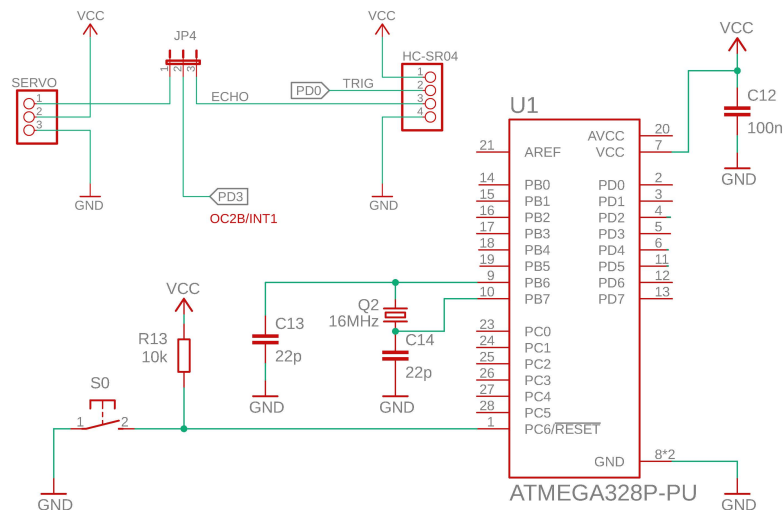 VCC
JP4
1
2
3
SERVO
1
2
3
GND
VCC
HC-SR04
1
2
3
4
PD0
TRIG
ECHO
GND
PD3
OC2B/INT1
VCC
C12
100n
GND
U1
21 AREF
AVCC 20
VCC 7
14 PB0
PD0 2
15 PB1
PD1 3
16 PB2
PD2 4
17 PB3
PD3 5
18 PB4
PD4 6
19 PB5
PD5 11
9 PB6
PD6 12
10 PB7
PD7 13
23 PC0
24 PC1
25 PC2
26 PC3
27 PC4
28 PC5
1 PC6/RESET
GND 8*2
GND
ATMEGA328P-PU
Q2
16MHz
C13
22p
GND
C14
22p
GND
VCC
R13
10k
S0
1
2
GND